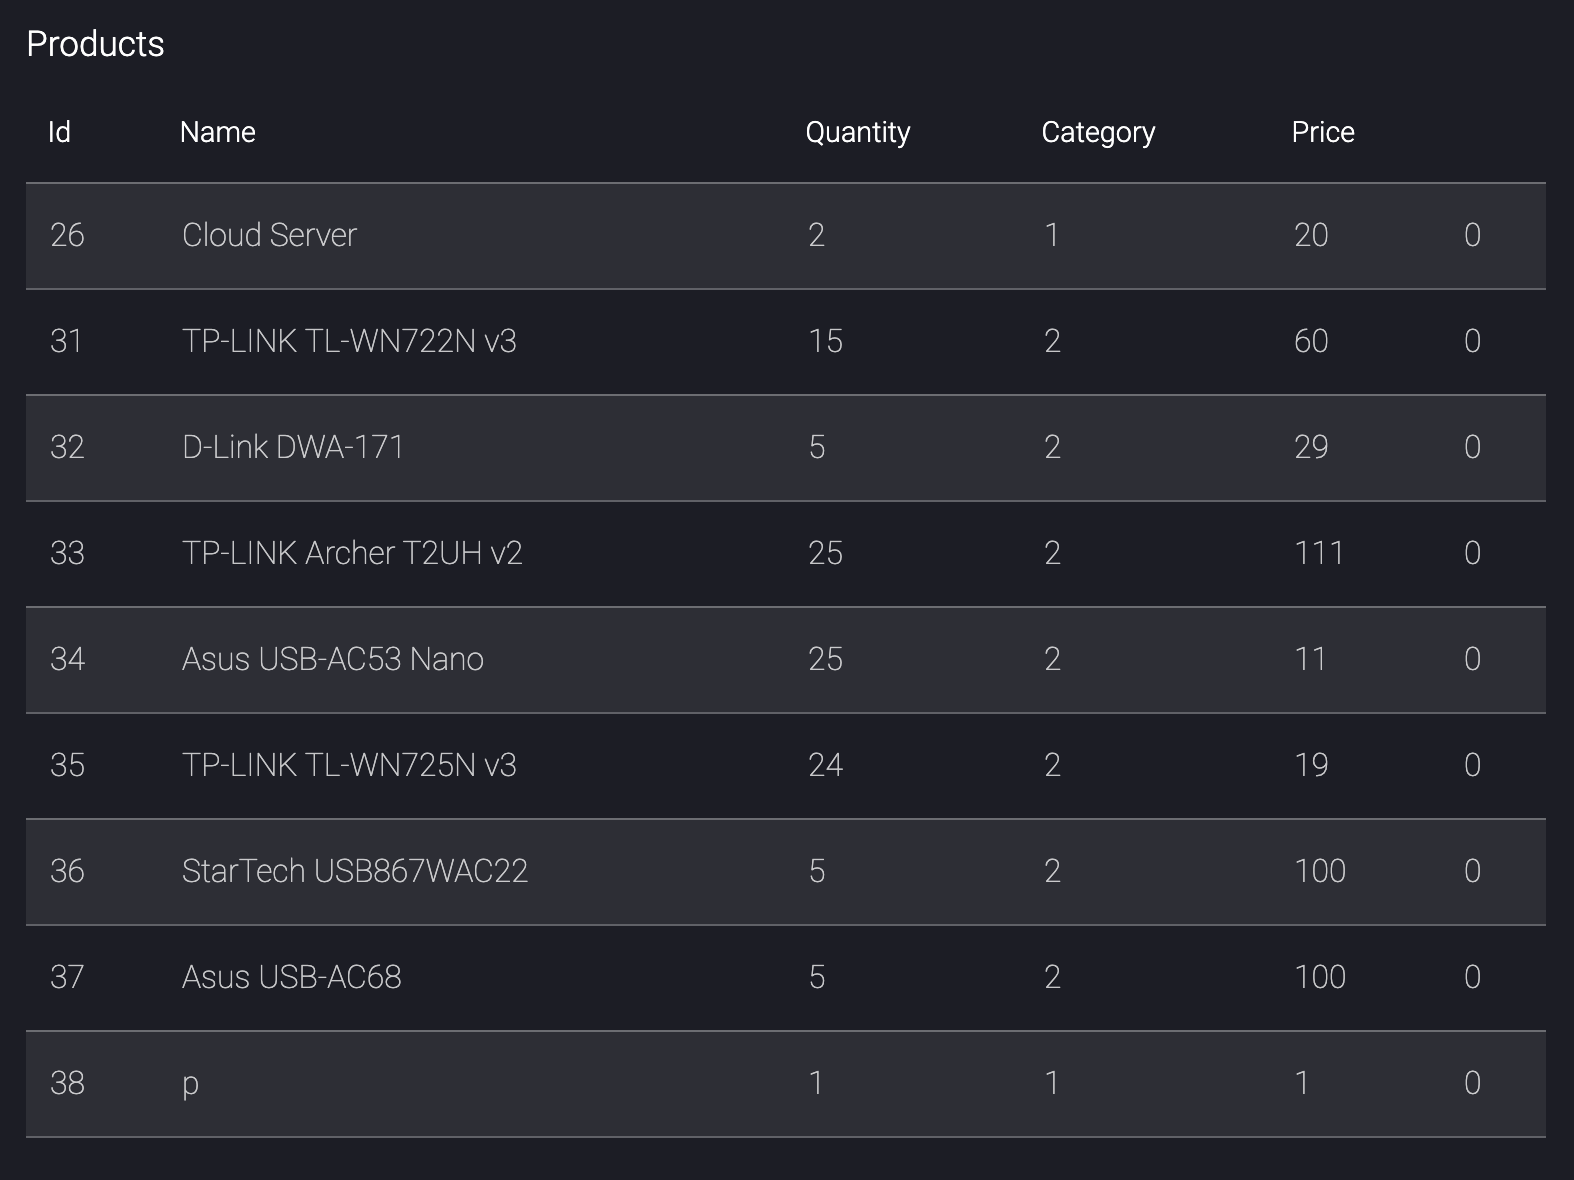 Products
Id Name Quantity Category Price
26 Cloud Server 2 1 20 0
31 TP-LINK TL-WN722N v3 15 2 60 0
32 D-Link DWA-171 5 2 29 0
33 TP-LINK Archer T2UH v2 25 2 111 0
34 Asus USB-AC53 Nano 25 2 11 0
35 TP-LINK TL-WN725N v3 24 2 19 0
36 StarTech USB867WAC22 5 2 100 0
37 Asus USB-AC68 5 2 100 0
38 p 1 1 1 0